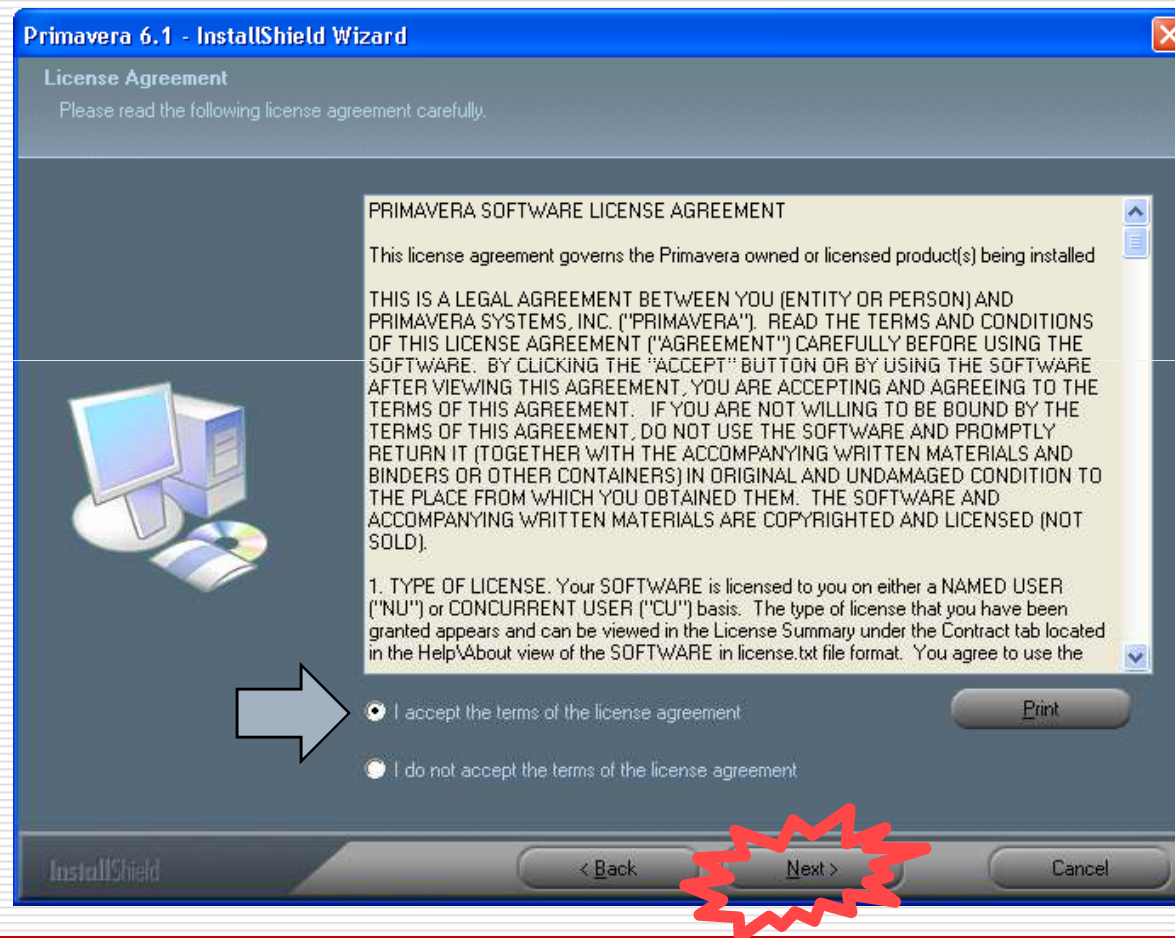 Primavera 6.1 - InstallShield Wizard
License Agreement
Please read the following license agreement carefully.
PRIMAVERA SOFTWARE LICENSE AGREEMENT
This license agreement governs the Primavera owned or licensed product(s) being installed
THIS IS A LEGAL AGREEMENT BETWEEN YOU (ENTITY OR PERSON) AND
PRIMAVERA SYSTEMS, INC. ("PRIMAVERA"). READ THE TERMS AND CONDITIONS
OF THIS LICENSE AGREEMENT ("AGREEMENT") CAREFULLY BEFORE USING THE
SOFTWARE. BY CLICKING THE "ACCEPT" BUTTON OR BY USING THE SOFTWARE
AFTER VIEWING THIS AGREEMENT, YOU ARE ACCEPTING AND AGREEING TO THE
TERMS OF THIS AGREEMENT. IF YOU ARE NOT WILLING TO BE BOUND BY THE
TERMS OF THIS AGREEMENT, DO NOT USE THE SOFTWARE AND PROMPTLY
RETURN IT (TOGETHER WITH THE ACCOMPANYING WRITTEN MATERIALS AND
BINDERS OR OTHER CONTAINERS) IN ORIGINAL AND UNDAMAGED CONDITION TO
THE PLACE FROM WHICH YOU OBTAINED THEM. THE SOFTWARE AND
ACCOMPANYING WRITTEN MATERIALS ARE COPYRIGHTED AND LICENSED (NOT
SOLD).
1. TYPE OF LICENSE. Your SOFTWARE is licensed to you on either a NAMED USER
("NU") or CONCURRENT USER ("CU") basis. The type of license that you have been
granted appears and can be viewed in the License Summary under the Contract tab located
in the Help\About view of the SOFTWARE in license.txt file format. You agree to use the
I accept the terms of the license agreement
Print
I do not accept the terms of the license agreement
InstallShield
< Back
Next >
Cancel